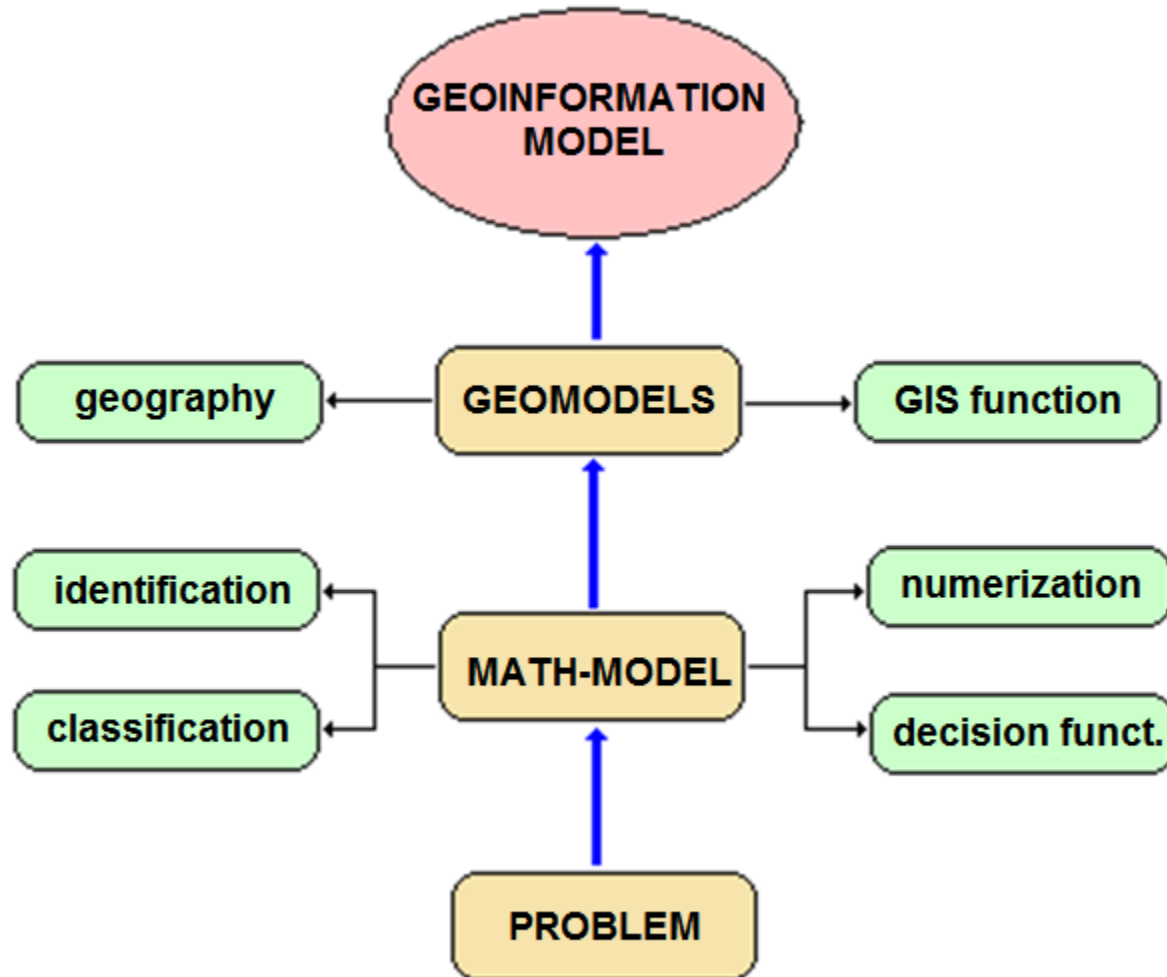 GEOINFORMATION
MODEL
geography
GEOMODELS
GIS function
identification
numerization
MATH-MODEL
classification
decision funct.
PROBLEM